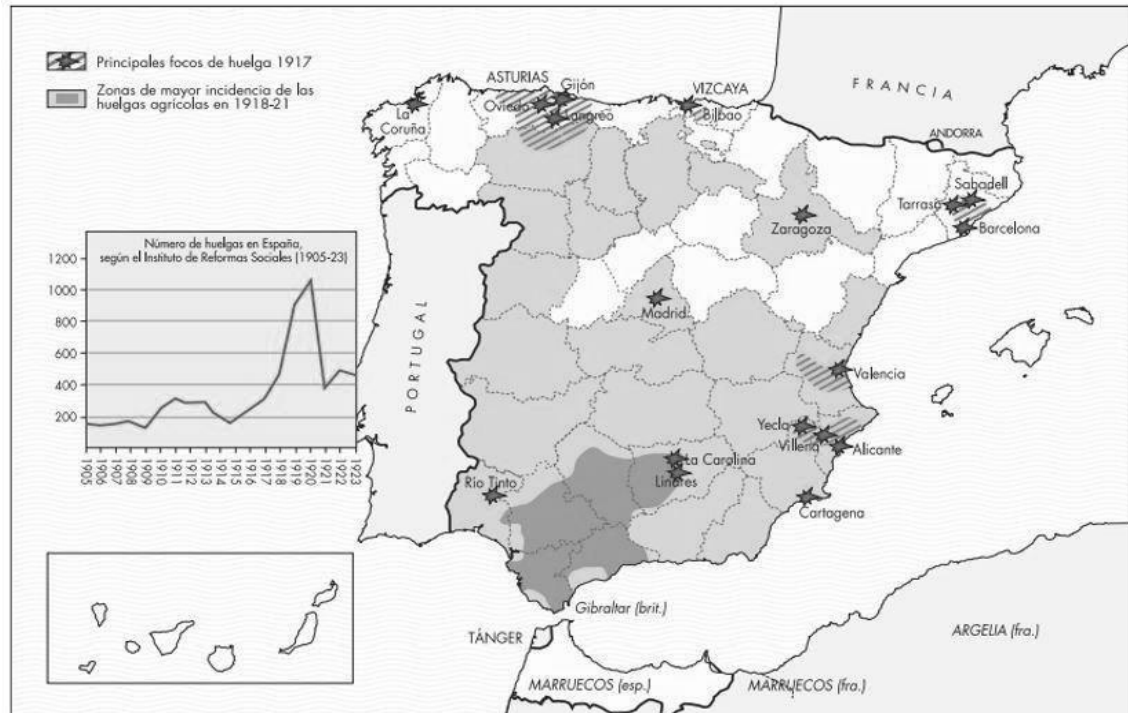 Principales focos de huelga 1917
Zonas de mayor incidencia de las
huelgas agrícolas en 1918-21
ASTURIAS
Gijón
Oviedo
Langreo
La
Coruña
VIZCAYA
Bilbao
FRANCIA
ANDORRA
Sabadell
Tarrasa
Barcelona
Zaragoza
Madrid
PORTUGAL
Valencia
Yecla
Villena
Alicante
La Carolina
Linares
Río Tinto
Cartagena
Gibraltar (brit.)
TÁNGER
MARRUECOS (esp.)
MARRUECOS (fra.)
ARGELIA (fra.)
Número de huelgas en España,
según el Instituto de Reformas Sociales (1905-23)
1200
1000
800
600
400
200
1905
1906
1907
1908
1909
1910
1911
1912
1913
1914
1915
1916
1917
1918
1919
1920
1921
1922
1923